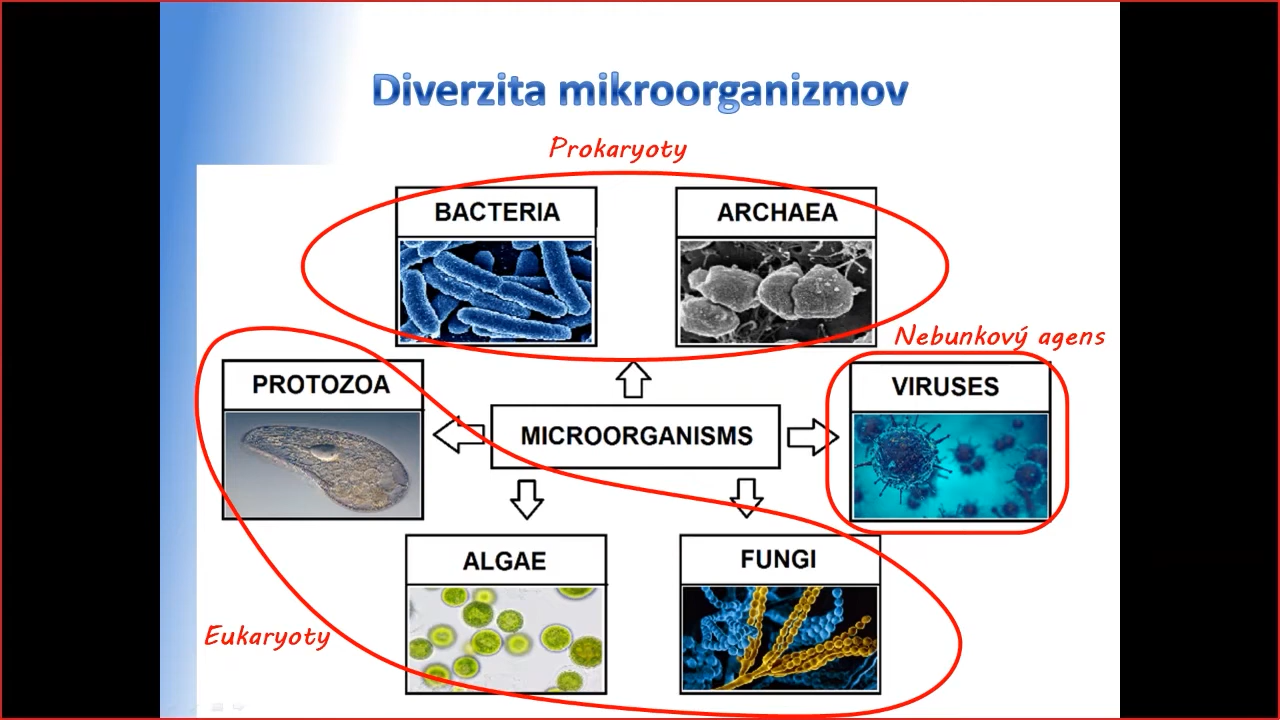 Diverzita mikroorganizmov
Prokaryoty
BACTERIA
ARCHAEA
Nebunkový agens
PROTOZOA
VIRUSES
MICROORGANISMS
ALGAE
FUNGI
Eukaryoty